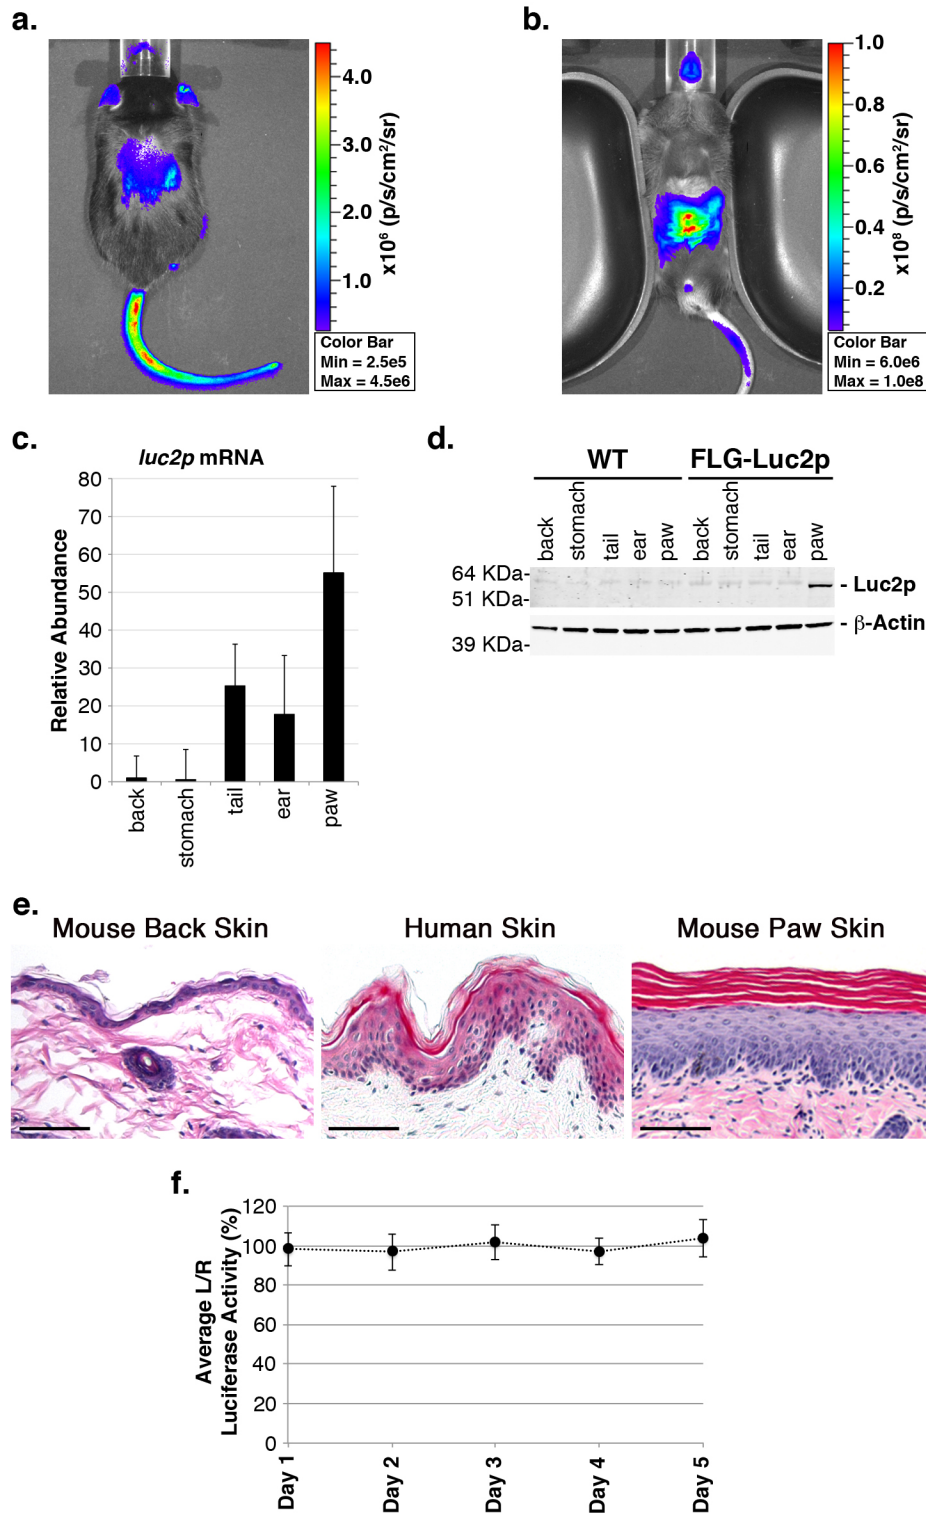 a.
4.0
3.0
2.0
1.0
x10⁶ (p/s/cm²/sr)
Color Bar
Min = 2.5e5
Max = 4.5e6
b.
1.0
0.8
0.6
0.4
0.2
x10⁸ (p/s/cm²/sr)
Color Bar
Min = 6.0e6
Max = 1.0e8
c.
luc2p mRNA
Relative Abundance
80
70
60
50
40
30
20
10
0
back
stomach
tail
ear
paw
d.
WT FLG-Luc2p
back stomach tail ear paw back stomach tail ear paw
64 KDa-
51 KDa-
- Luc2p
- β-Actin
39 KDa-
e.
Mouse Back Skin
Human Skin
Mouse Paw Skin
f.
Average L/R
Luciferase Activity (%)
120
100
80
60
40
20
0
Day 1
Day 2
Day 3
Day 4
Day 5